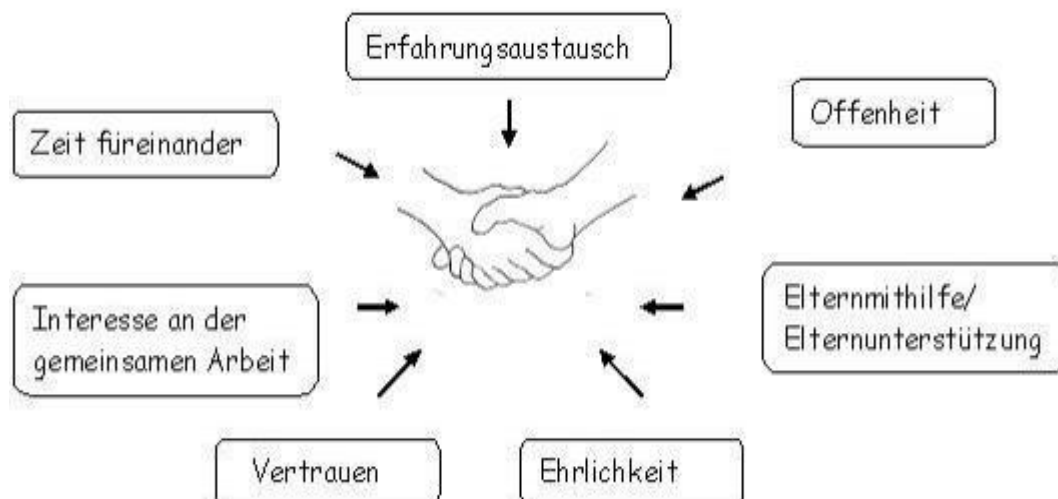 Erfahrungsaustausch
Offenheit
Zeit füreinander
Elternmithilfe/
Elternunterstützung
Interesse an der
gemeinsamen Arbeit
Vertrauen
Ehrlichkeit